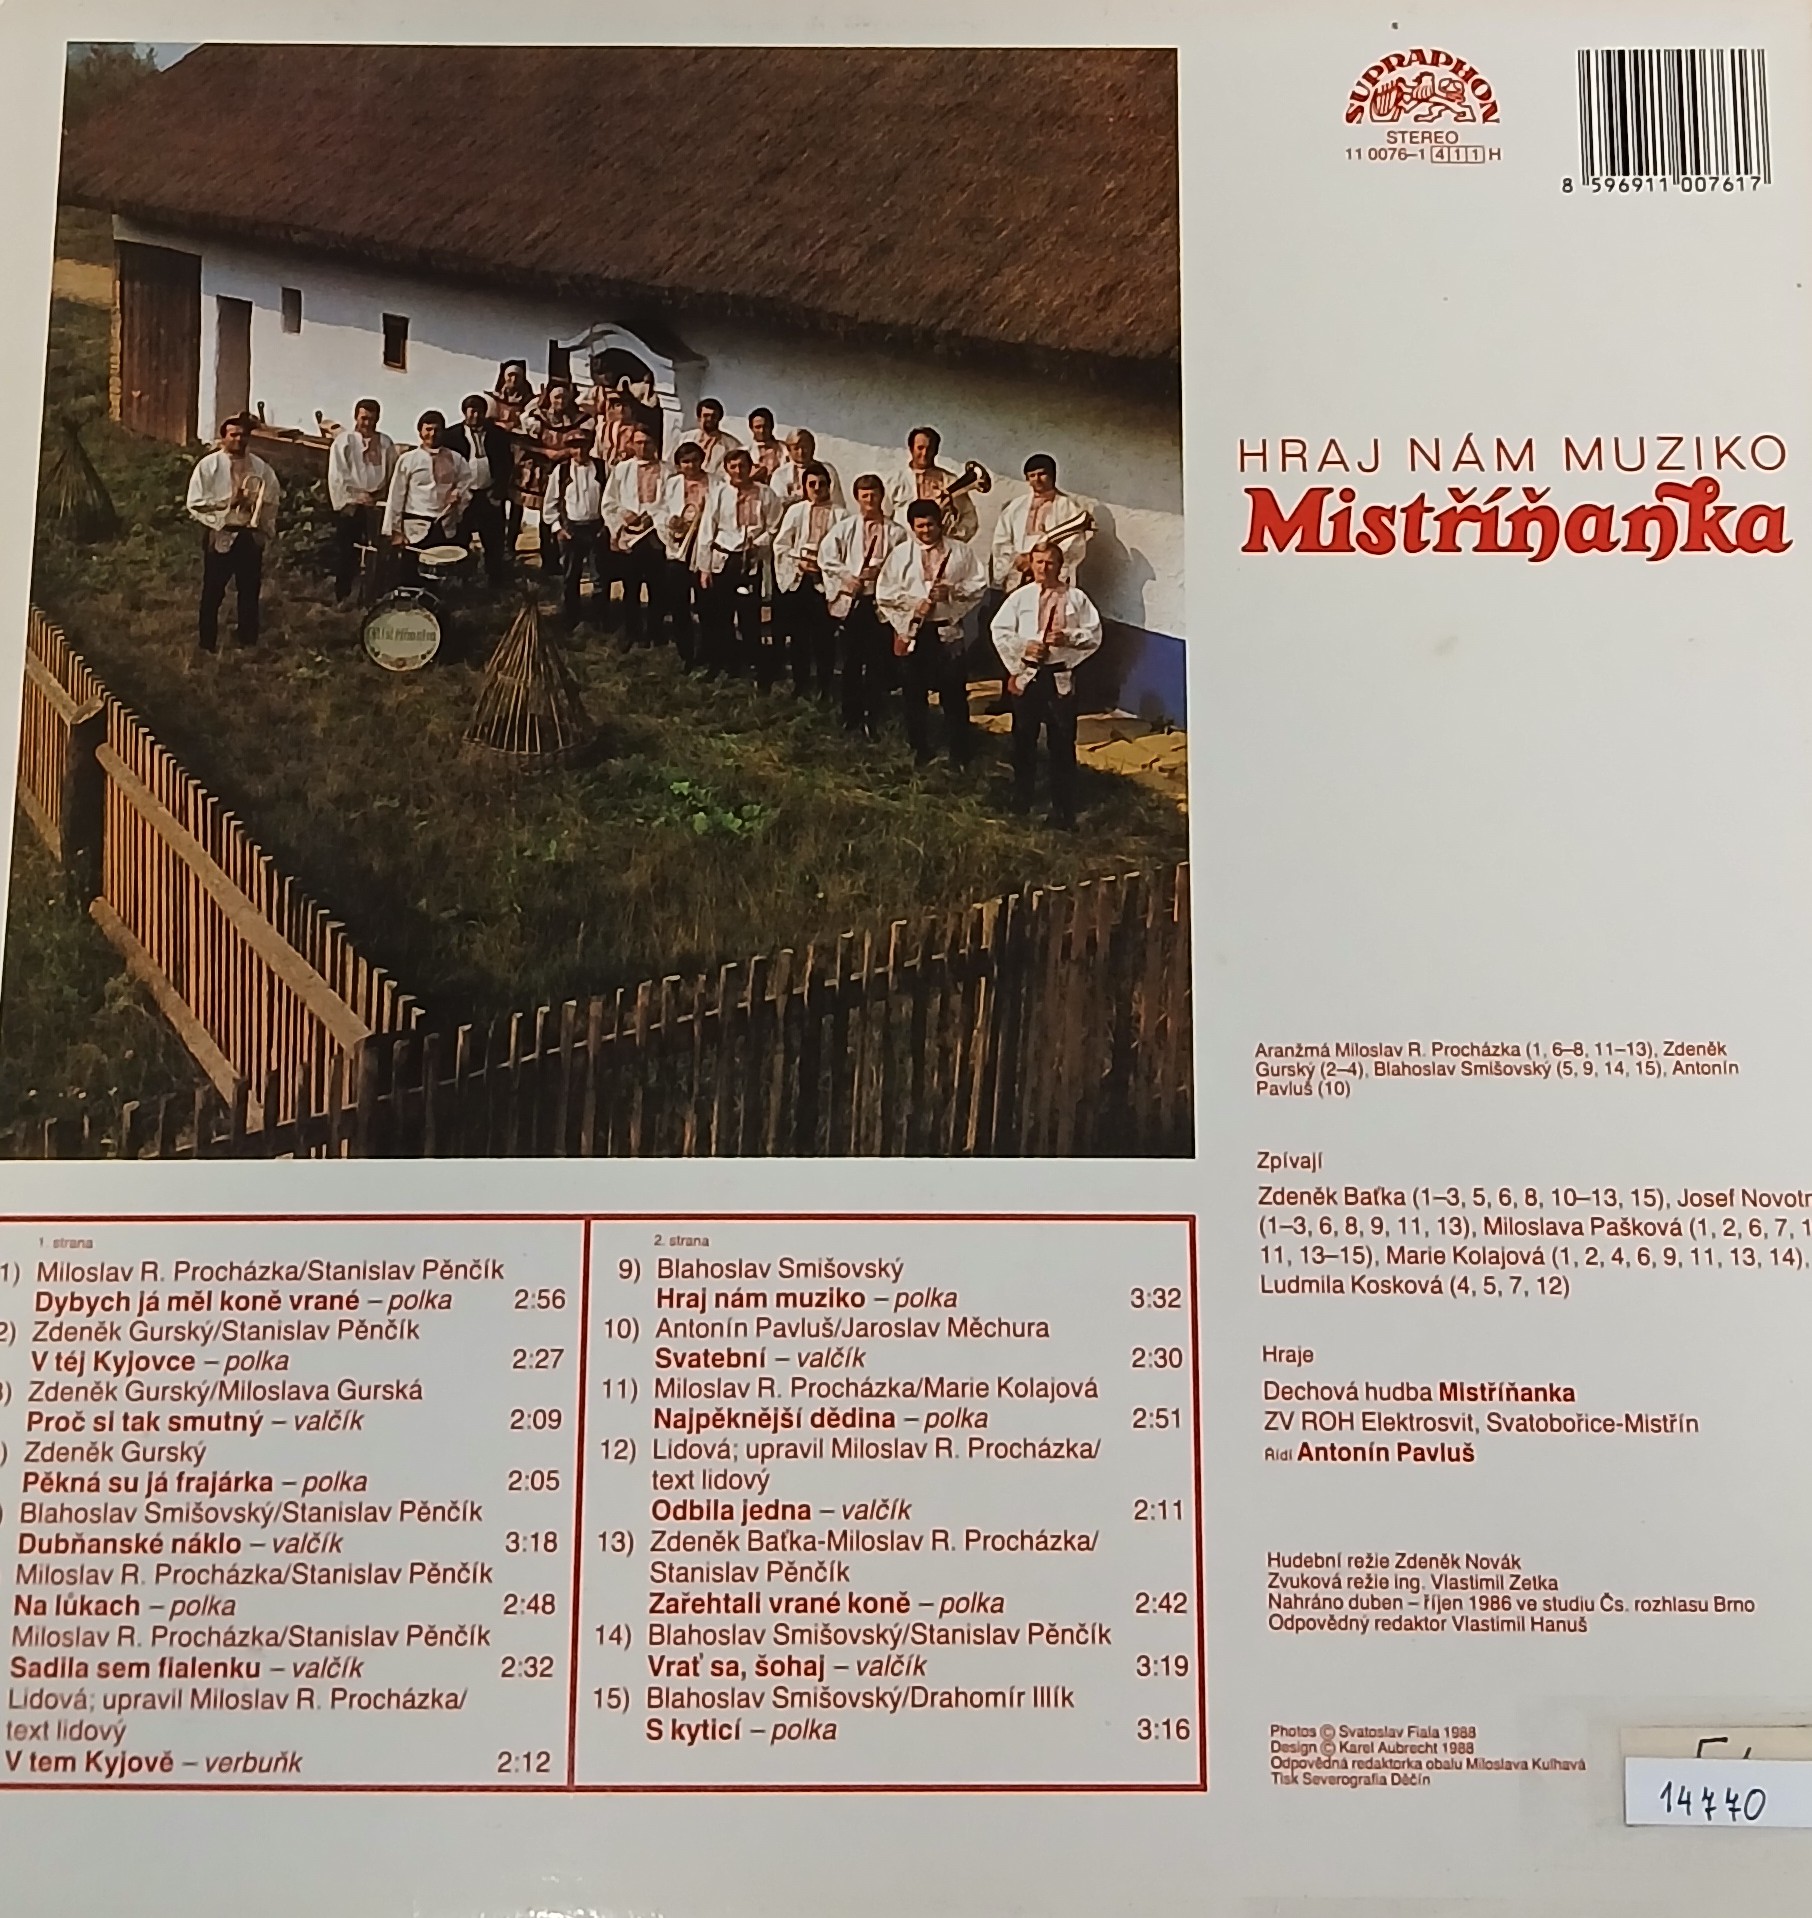 SUPRAPHON
STEREO
11 0076–1 411 H
8 596911 007617
HRAJ NÁM MUZIKO
Mistříňanka
Mistříňanka
Aranžmá Miloslav R. Procházka (1, 6–8, 11–13), Zdeněk
Gurský (2–4), Blahoslav Smišovský (5, 9, 14, 15), Antonín
Pavluš (10)
Zpívají
Zdeněk Baťka (1–3, 5, 6, 8, 10–13, 15), Josef
(1–3, 6, 8, 9, 11, 13), Miloslava Pašková (1, 2, 6, 7,
11, 13–15), Marie Kolajová (1, 2, 4, 6, 9, 11, 13, 14),
Ludmila Kosková (4, 5, 7, 12)
Hraje
Dechová hudba Mistříňanka
ZV ROH Elektrosvit, Svatobořice-Mistřín
Řídí Antonín Pavluš
Hudební režie Zdeněk Novák
Zvuková režie ing. Vlastimil Zetka
Nahráno duben – říjen 1986 ve studiu Čs. rozhlasu Brno
Odpovědný redaktor Vlastimil Hanuš
Photos © Svatoslav Fiala 1988
Design © Karel Aubrecht 1988
Odpovědná redaktorka obalu Miloslava Kulhavá
Tisk Severografia Děčín
14770
1. strana
1) Miloslav R. Procházka/Stanislav Pěnčík
Dybych já měl koně vrané – polka 2:56
2) Zdeněk Gurský/Stanislav Pěnčík
V téj Kyjovce – polka 2:27
) Zdeněk Gurský/Miloslava Gurská
Proč si tak smutný – valčík 2:09
) Zdeněk Gurský
Pěkná su já frajárka – polka 2:05
) Blahoslav Smišovský/Stanislav Pěnčík
Dubňanské náklo – valčík 3:18
Miloslav R. Procházka/Stanislav Pěnčík
Na lúkach – polka 2:48
Miloslav R. Procházka/Stanislav Pěnčík
Sadila sem fialenku – valčík 2:32
Lidová; upravil Miloslav R. Procházka/
text lidový
V tem Kyjově – verbuňk 2:12
2. strana
9) Blahoslav Smišovský
Hraj nám muziko – polka 3:32
10) Antonín Pavluš/Jaroslav Měchura
Svatební – valčík 2:30
11) Miloslav R. Procházka/Marie Kolajová
Najpěknější dědina – polka 2:51
12) Lidová; upravil Miloslav R. Procházka/
text lidový
Odbila jedna – valčík 2:11
13) Zdeněk Baťka-Miloslav R. Procházka/
Stanislav Pěnčík
Zařehtali vrané koně – polka 2:42
14) Blahoslav Smišovský/Stanislav Pěnčík
Vrať sa, šohaj – valčík 3:19
15) Blahoslav Smišovský/Drahomír Illík
S kyticí – polka 3:16